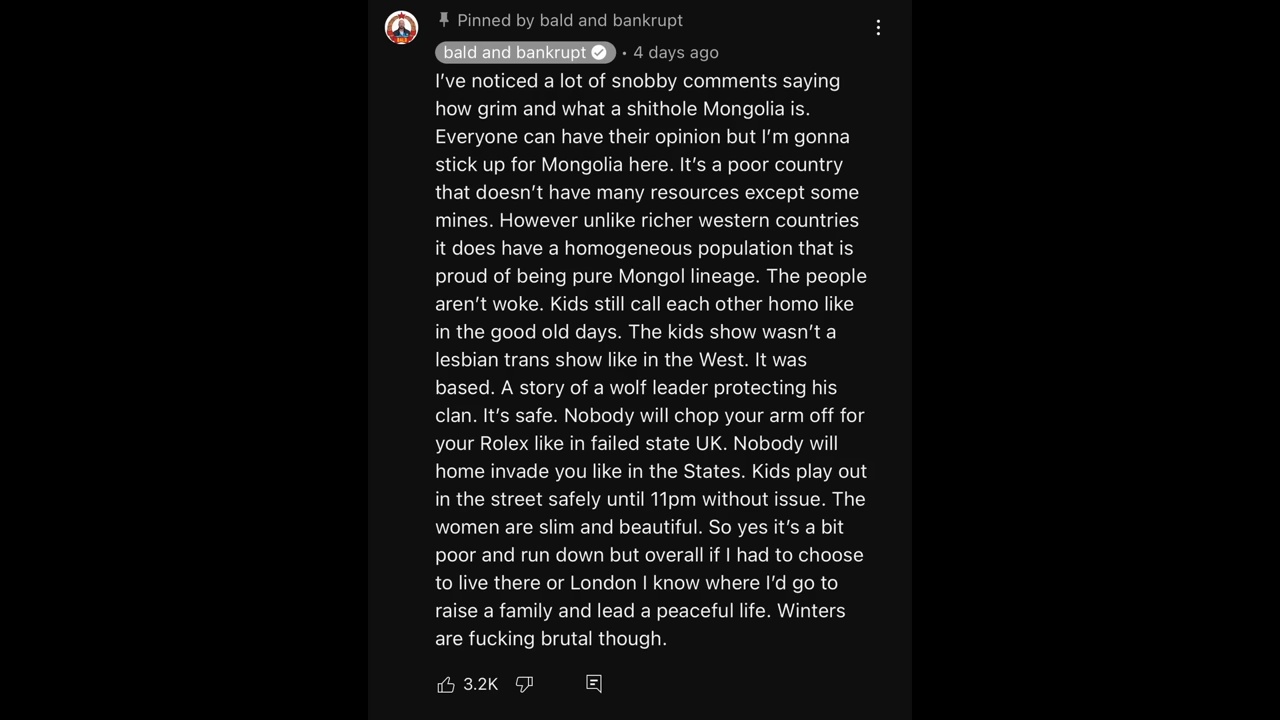 Pinned by bald and bankrupt
bald and bankrupt • 4 days ago
I’ve noticed a lot of snobby comments saying
how grim and what a shithole Mongolia is.
Everyone can have their opinion but I’m gonna
stick up for Mongolia here. It’s a poor country
that doesn’t have many resources except some
mines. However unlike richer western countries
it does have a homogeneous population that is
proud of being pure Mongol lineage. The people
aren’t woke. Kids still call each other homo like
in the good old days. The kids show wasn’t a
lesbian trans show like in the West. It was
based. A story of a wolf leader protecting his
clan. It’s safe. Nobody will chop your arm off for
your Rolex like in failed state UK. Nobody will
home invade you like in the States. Kids play out
in the street safely until 11pm without issue. The
women are slim and beautiful. So yes it’s a bit
poor and run down but overall if I had to choose
to live there or London I know where I’d go to
raise a family and lead a peaceful life. Winters
are fucking brutal though.
3.2K